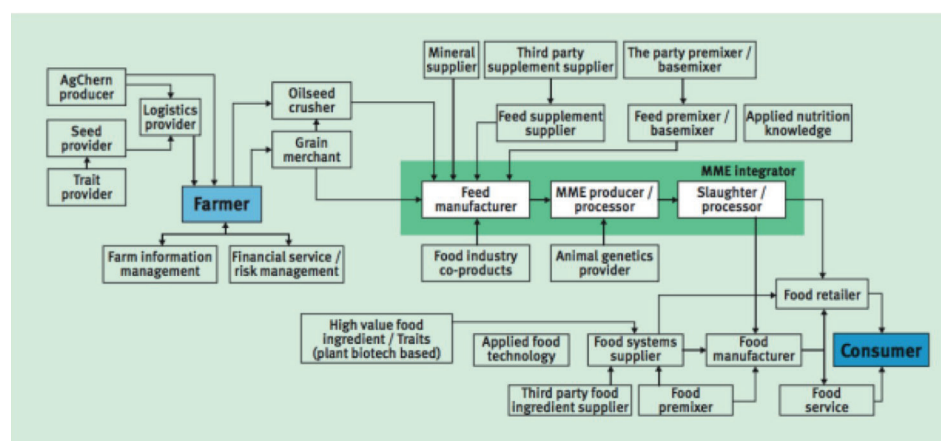 Mineral
supplier
Third party
supplement supplier
The party premixer /
basemixer
AgChern
producer
Logistics
provider
Oilseed
crusher
Feed supplement
supplier
Feed premixer /
basemixer
Applied nutrition
knowledge
Seed
provider
Grain
merchant
Trait
provider
MME integrator
Farmer
Feed
manufacturer
MME producer /
processor
Slaughter /
processor
Farm information
management
Financial service /
risk management
Food industry
co-products
Animal genetics
provider
Food retailer
High value food
ingredient / Traits
(plant biotech based)
Applied food
technology
Food systems
supplier
Food
manufacturer
Consumer
Third party food
ingredient supplier
Food
premixer
Food
service